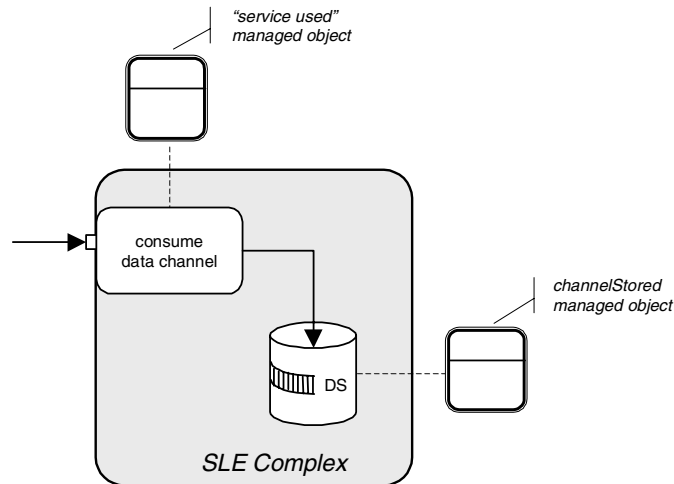 “service used”
managed object
consume
data channel
channelStored
managed object
DS
SLE Complex